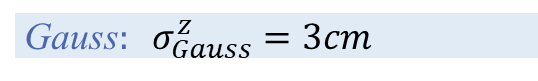 Gauss: σ^z_Gauss = 3cm